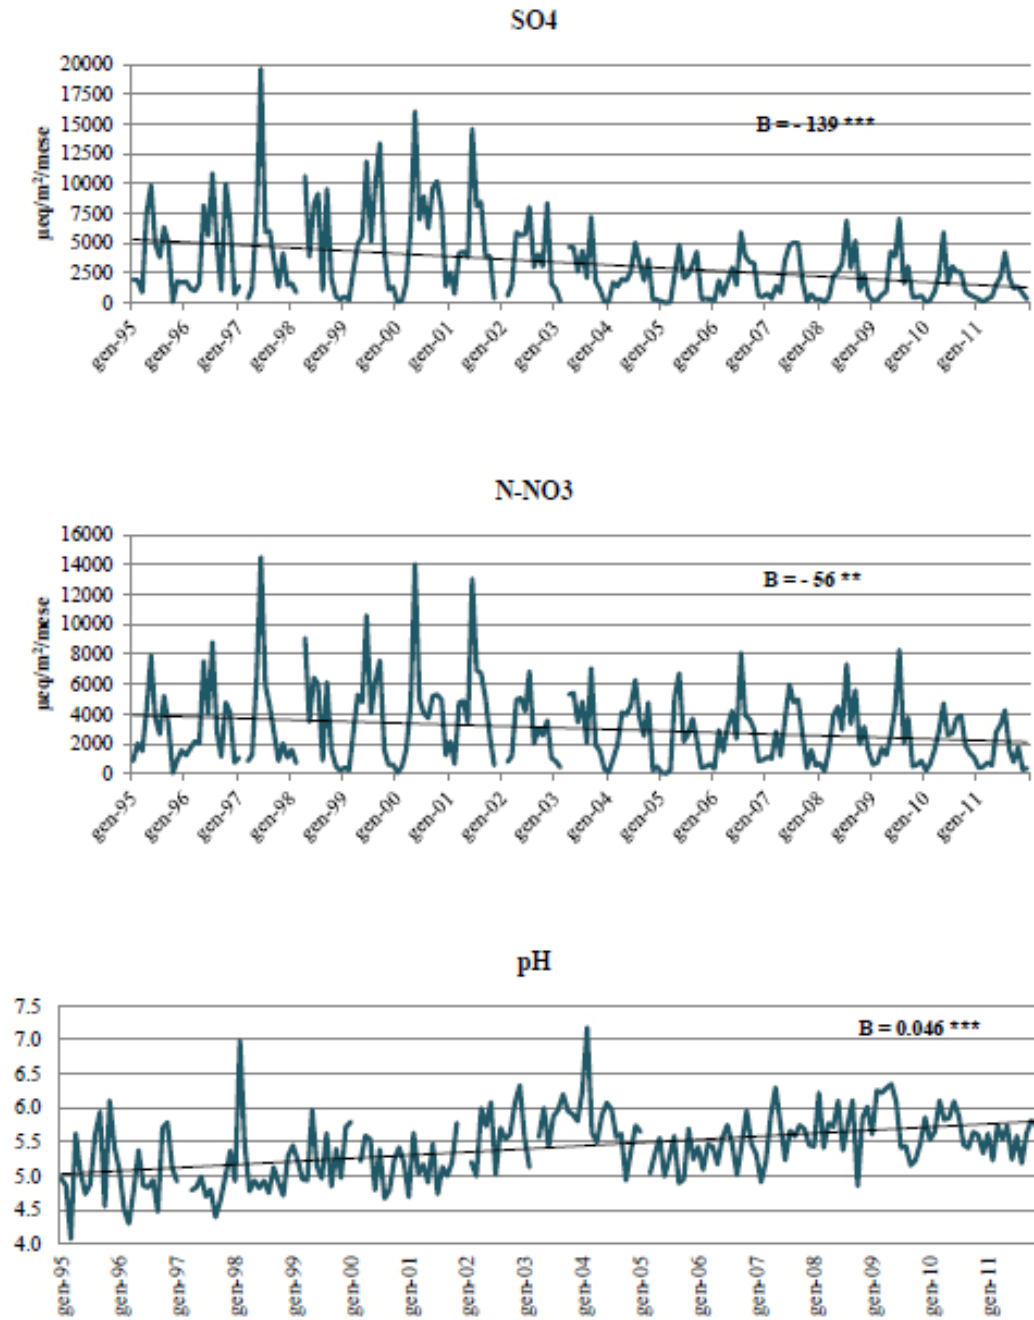 SO4
20000
17500
15000
12500
10000
7500
5000
2500
0
µeq/m²/mese
B = - 139 ***
gen-95 gen-96 gen-97 gen-98 gen-99 gen-00 gen-01 gen-02 gen-03 gen-04 gen-05 gen-06 gen-07 gen-08 gen-09 gen-10 gen-11
N-NO3
16000
14000
12000
10000
8000
6000
4000
2000
0
µeq/m²/mese
B = - 56 **
gen-95 gen-96 gen-97 gen-98 gen-99 gen-00 gen-01 gen-02 gen-03 gen-04 gen-05 gen-06 gen-07 gen-08 gen-09 gen-10 gen-11
pH
7.5
7.0
6.5
6.0
5.5
5.0
4.5
4.0
B = 0.046 ***
gen-95 gen-96 gen-97 gen-98 gen-99 gen-00 gen-01 gen-02 gen-03 gen-04 gen-05 gen-06 gen-07 gen-08 gen-09 gen-10 gen-11